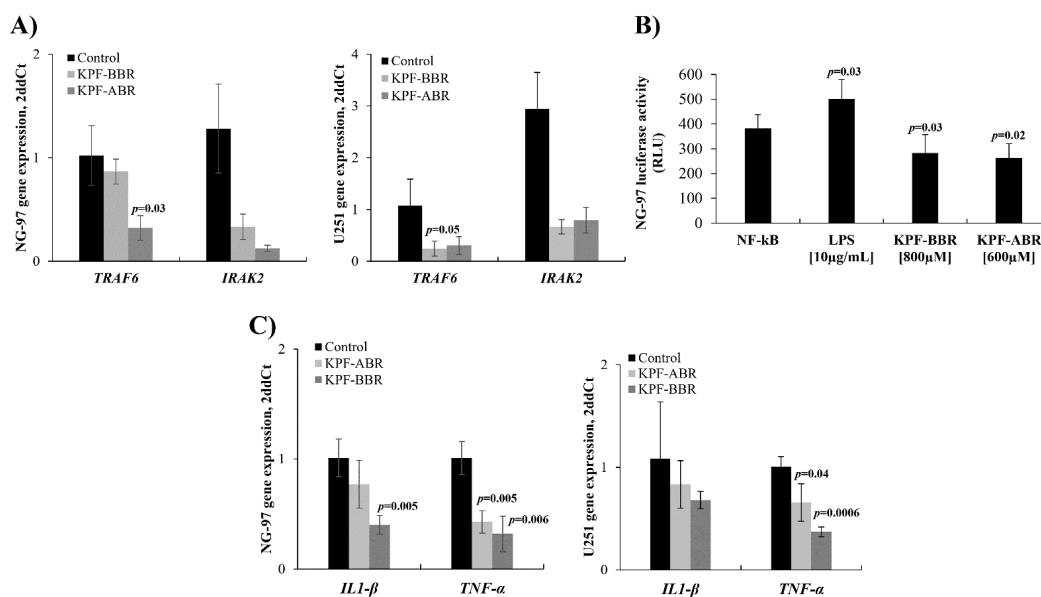 A)
NG-97 gene expression, 2ddCt
2
1
0
Control
KPF-BBR
KPF-ABR
p=0.03
TRAF6
IRAK2
U251 gene expression, 2ddCt
4
3
2
1
0
Control
KPF-BBR
KPF-ABR
p=0.05
TRAF6
IRAK2
B)
NG-97 luciferase activity
(RLU)
600
500
400
300
200
100
0
p=0.03
p=0.03
p=0.02
NF-kB
LPS
[10µg/mL]
KPF-BBR
[800µM]
KPF-ABR
[600µM]
C)
NG-97 gene expression, 2ddCt
2
1
0
Control
KPF-ABR
KPF-BBR
p=0.005
p=0.005
p=0.006
IL1-β
TNF-α
U251 gene expression, 2ddCt
2
1
0
Control
KPF-ABR
KPF-BBR
p=0.04
p=0.0006
IL1-β
TNF-α